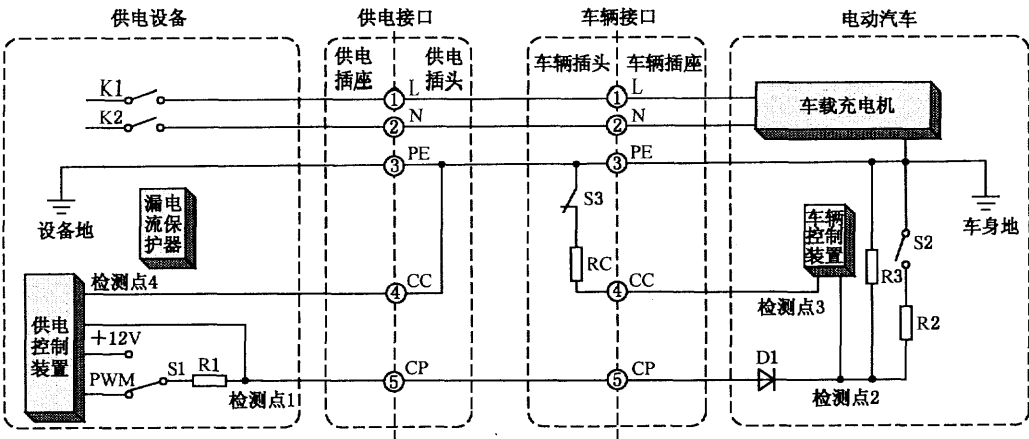 供电设备
供电接口
车辆接口
电动汽车
供电
插座
供电
插头
车辆插头
车辆插座
K1
K2
①
L
②
N
③
PE
①
L
②
N
③
PE
车载充电机
设备地
漏电
流保
护器
S3
RC
车辆
控制
装置
R3
S2
R2
车身地
检测点4
④
CC
④
CC
检测点3
供电
控制
装置
+12V
PWM
S1
R1
检测点1
⑤
CP
⑤
CP
D1
检测点2